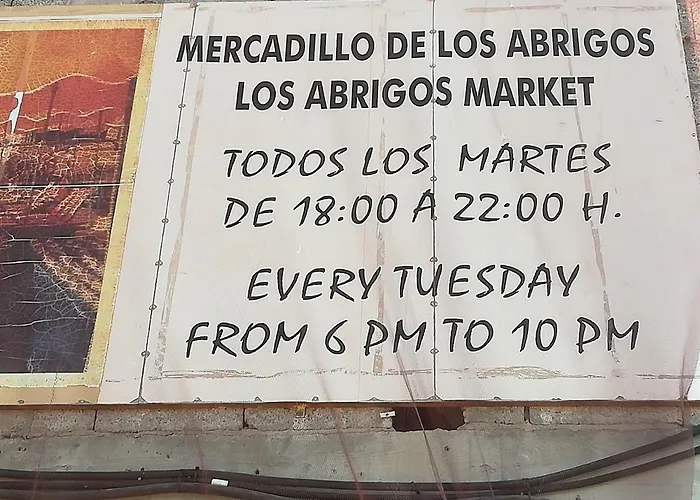 MERCADILLO DE LOS ABRIGOS
LOS ABRIGOS MARKET
TODOS LOS MARTES
DE 18:00 A 22:00 H.
EVERY TUESDAY
FROM 6 PM TO 10 PM